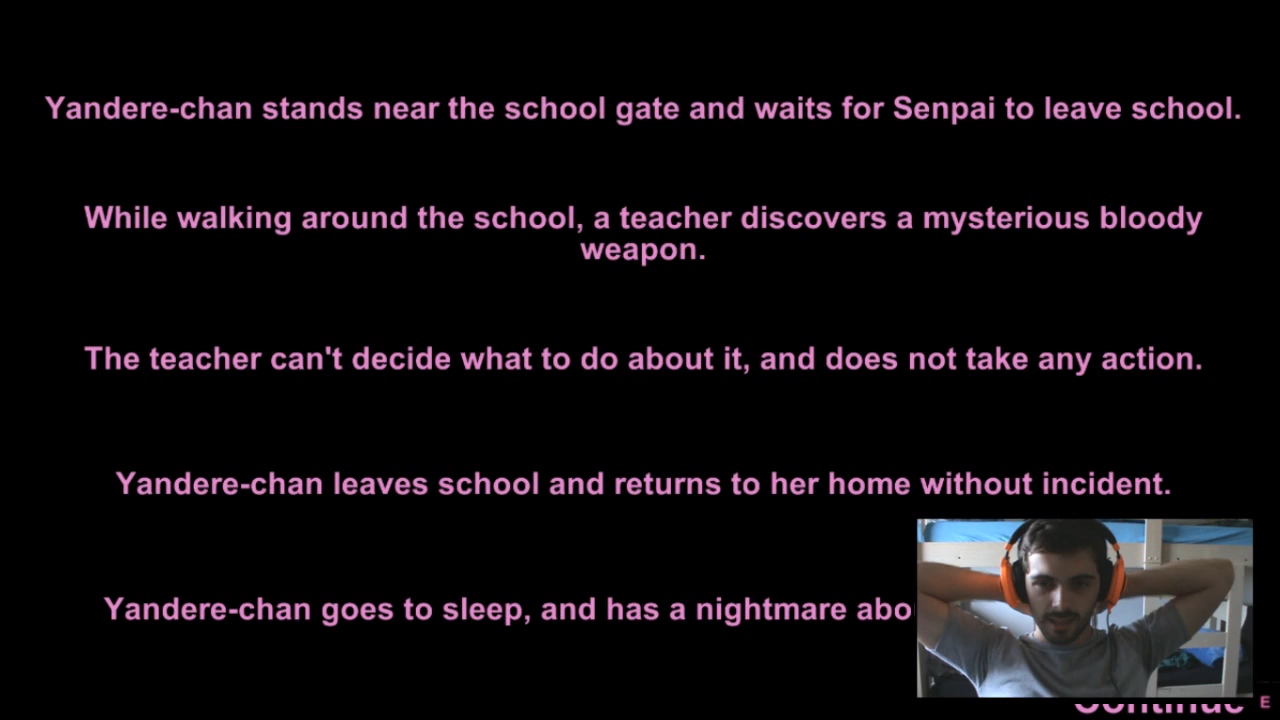 Yandere-chan stands near the school gate and waits for Senpai to leave school.
While walking around the school, a teacher discovers a mysterious bloody
weapon.
The teacher can't decide what to do about it, and does not take any action.
Yandere-chan leaves school and returns to her home without incident.
Yandere-chan goes to sleep, and has a nightmare
Continue E